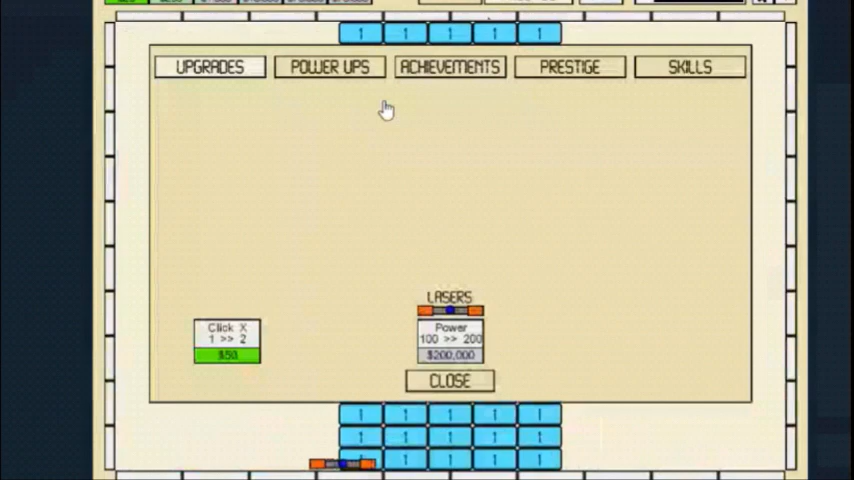 1 1 1 1 1
UPGRADES POWER UPS ACHIEVEMENTS PRESTIGE SKILLS
LASERS
Click X
1 >> 2
$50
Power
100 >> 200
$200,000
CLOSE
1 1 1 1 1
1 1 1 1 1
1 1 1 1